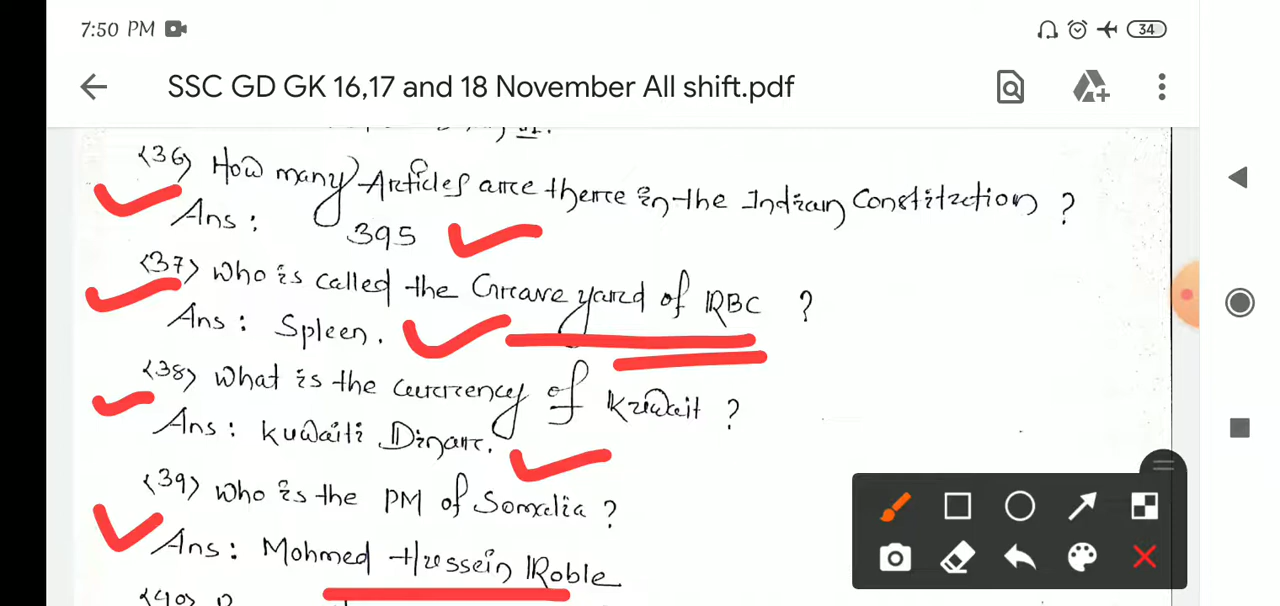 7:50 PM
34
SSC GD GK 16,17 and 18 November All shift.pdf
<36> How many Articles are there in the Indian Constitution ?
Ans : 395
<37> Who is called the Grave yard of RBC ?
Ans : Spleen.
<38> What is the currency of Kuwait ?
Ans : Kuwaiti Dinar.
<39> Who is the PM of Somalia ?
Ans : Mohmed Hussein Roble
<40>